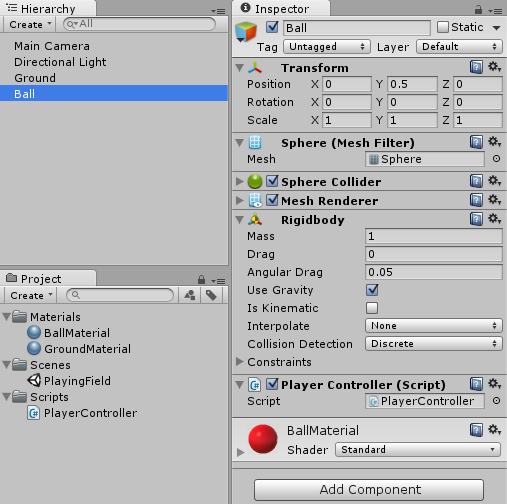 Hierarchy
Create All
Main Camera
Directional Light
Ground
Ball
Project
Create
Materials
BallMaterial
GroundMaterial
Scenes
PlayingField
Scripts
PlayerController
Inspector
Ball Static
Tag Untagged Layer Default
Transform
Position X 0 Y 0.5 Z 0
Rotation X 0 Y 0 Z 0
Scale X 1 Y 1 Z 1
Sphere (Mesh Filter)
Mesh Sphere
Sphere Collider
Mesh Renderer
Rigidbody
Mass 1
Drag 0
Angular Drag 0.05
Use Gravity
Is Kinematic
Interpolate None
Collision Detection Discrete
Constraints
Player Controller (Script)
Script PlayerController
BallMaterial
Shader Standard
Add Component